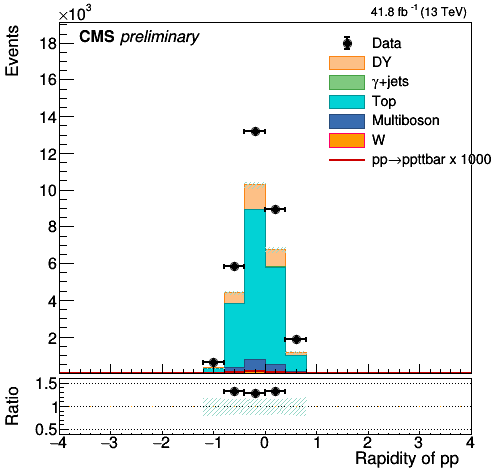 ×10³
41.8 fb⁻¹ (13 TeV)
CMS preliminary
Events
18
16
14
12
10
8
6
4
2
Data
DY
γ+jets
Top
Multiboson
W
pp→ppttbar x 1000
Ratio
1.5
1
0.5
−4 −3 −2 −1 0 1 2 3 4
Rapidity of pp